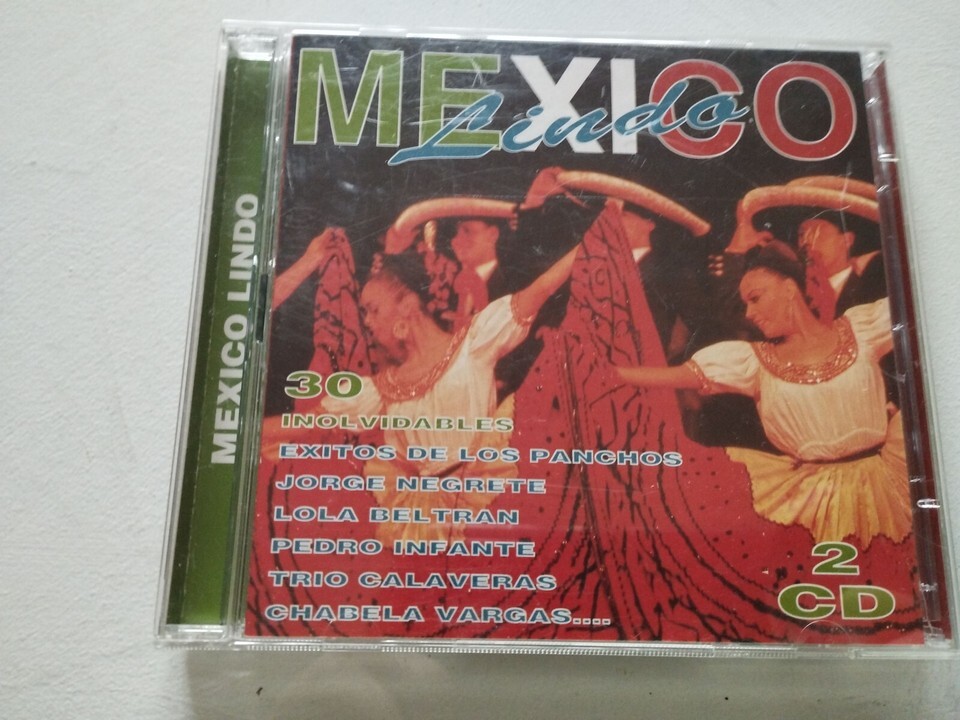 MEXICO
Lindo
MEXICO LINDO
30
INOLVIDABLES
EXITOS DE LOS PANCHOS
JORGE NEGRETE
LOLA BELTRAN
PEDRO INFANTE
TRIO CALAVERAS
CHABELA VARGAS....
2
CD